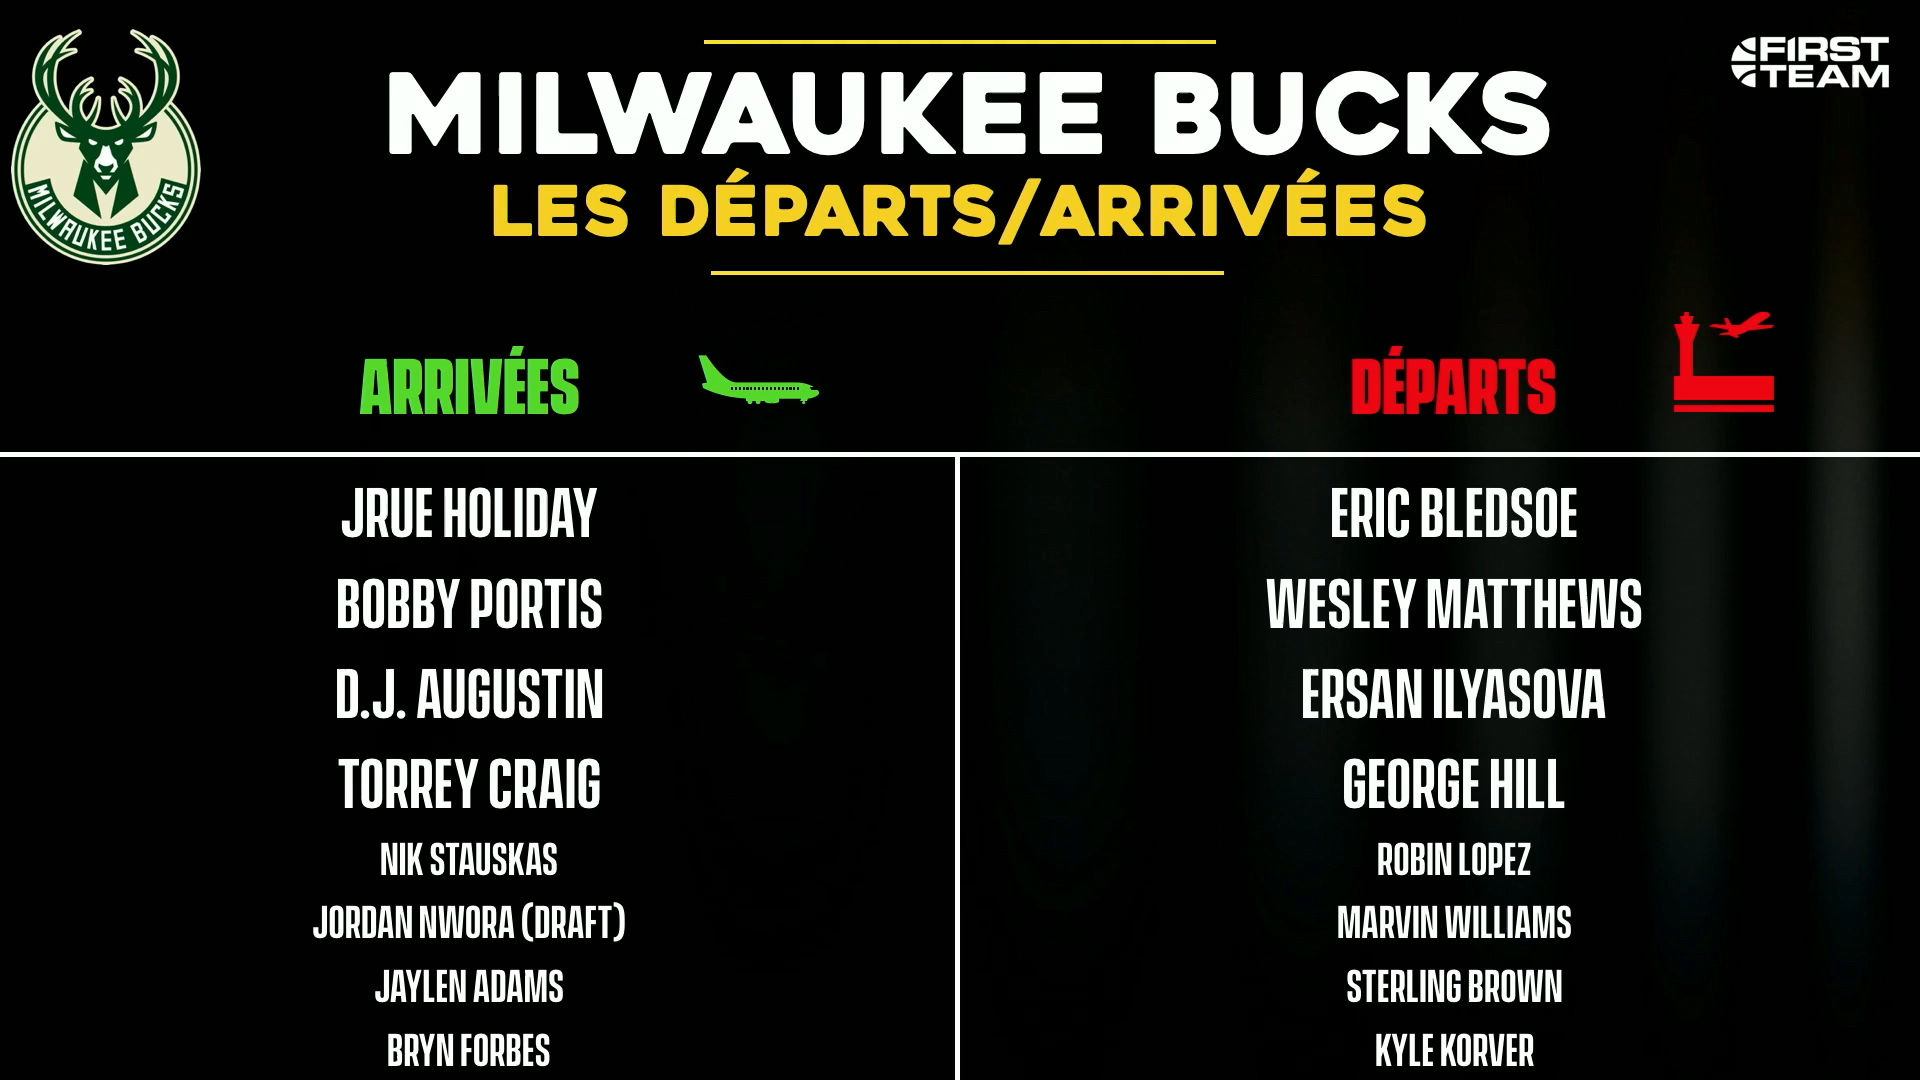 MILWAUKEE BUCKS
FIRST
TEAM
MILWAUKEE BUCKS
LES DÉPARTS/ARRIVÉES
ARRIVÉES
DÉPARTS
JRUE HOLIDAY
ERIC BLEDSOE
BOBBY PORTIS
WESLEY MATTHEWS
D.J. AUGUSTIN
ERSAN ILYASOVA
TORREY CRAIG
GEORGE HILL
NIK STAUSKAS
ROBIN LOPEZ
JORDAN NWORA (DRAFT)
MARVIN WILLIAMS
JAYLEN ADAMS
STERLING BROWN
BRYN FORBES
KYLE KORVER